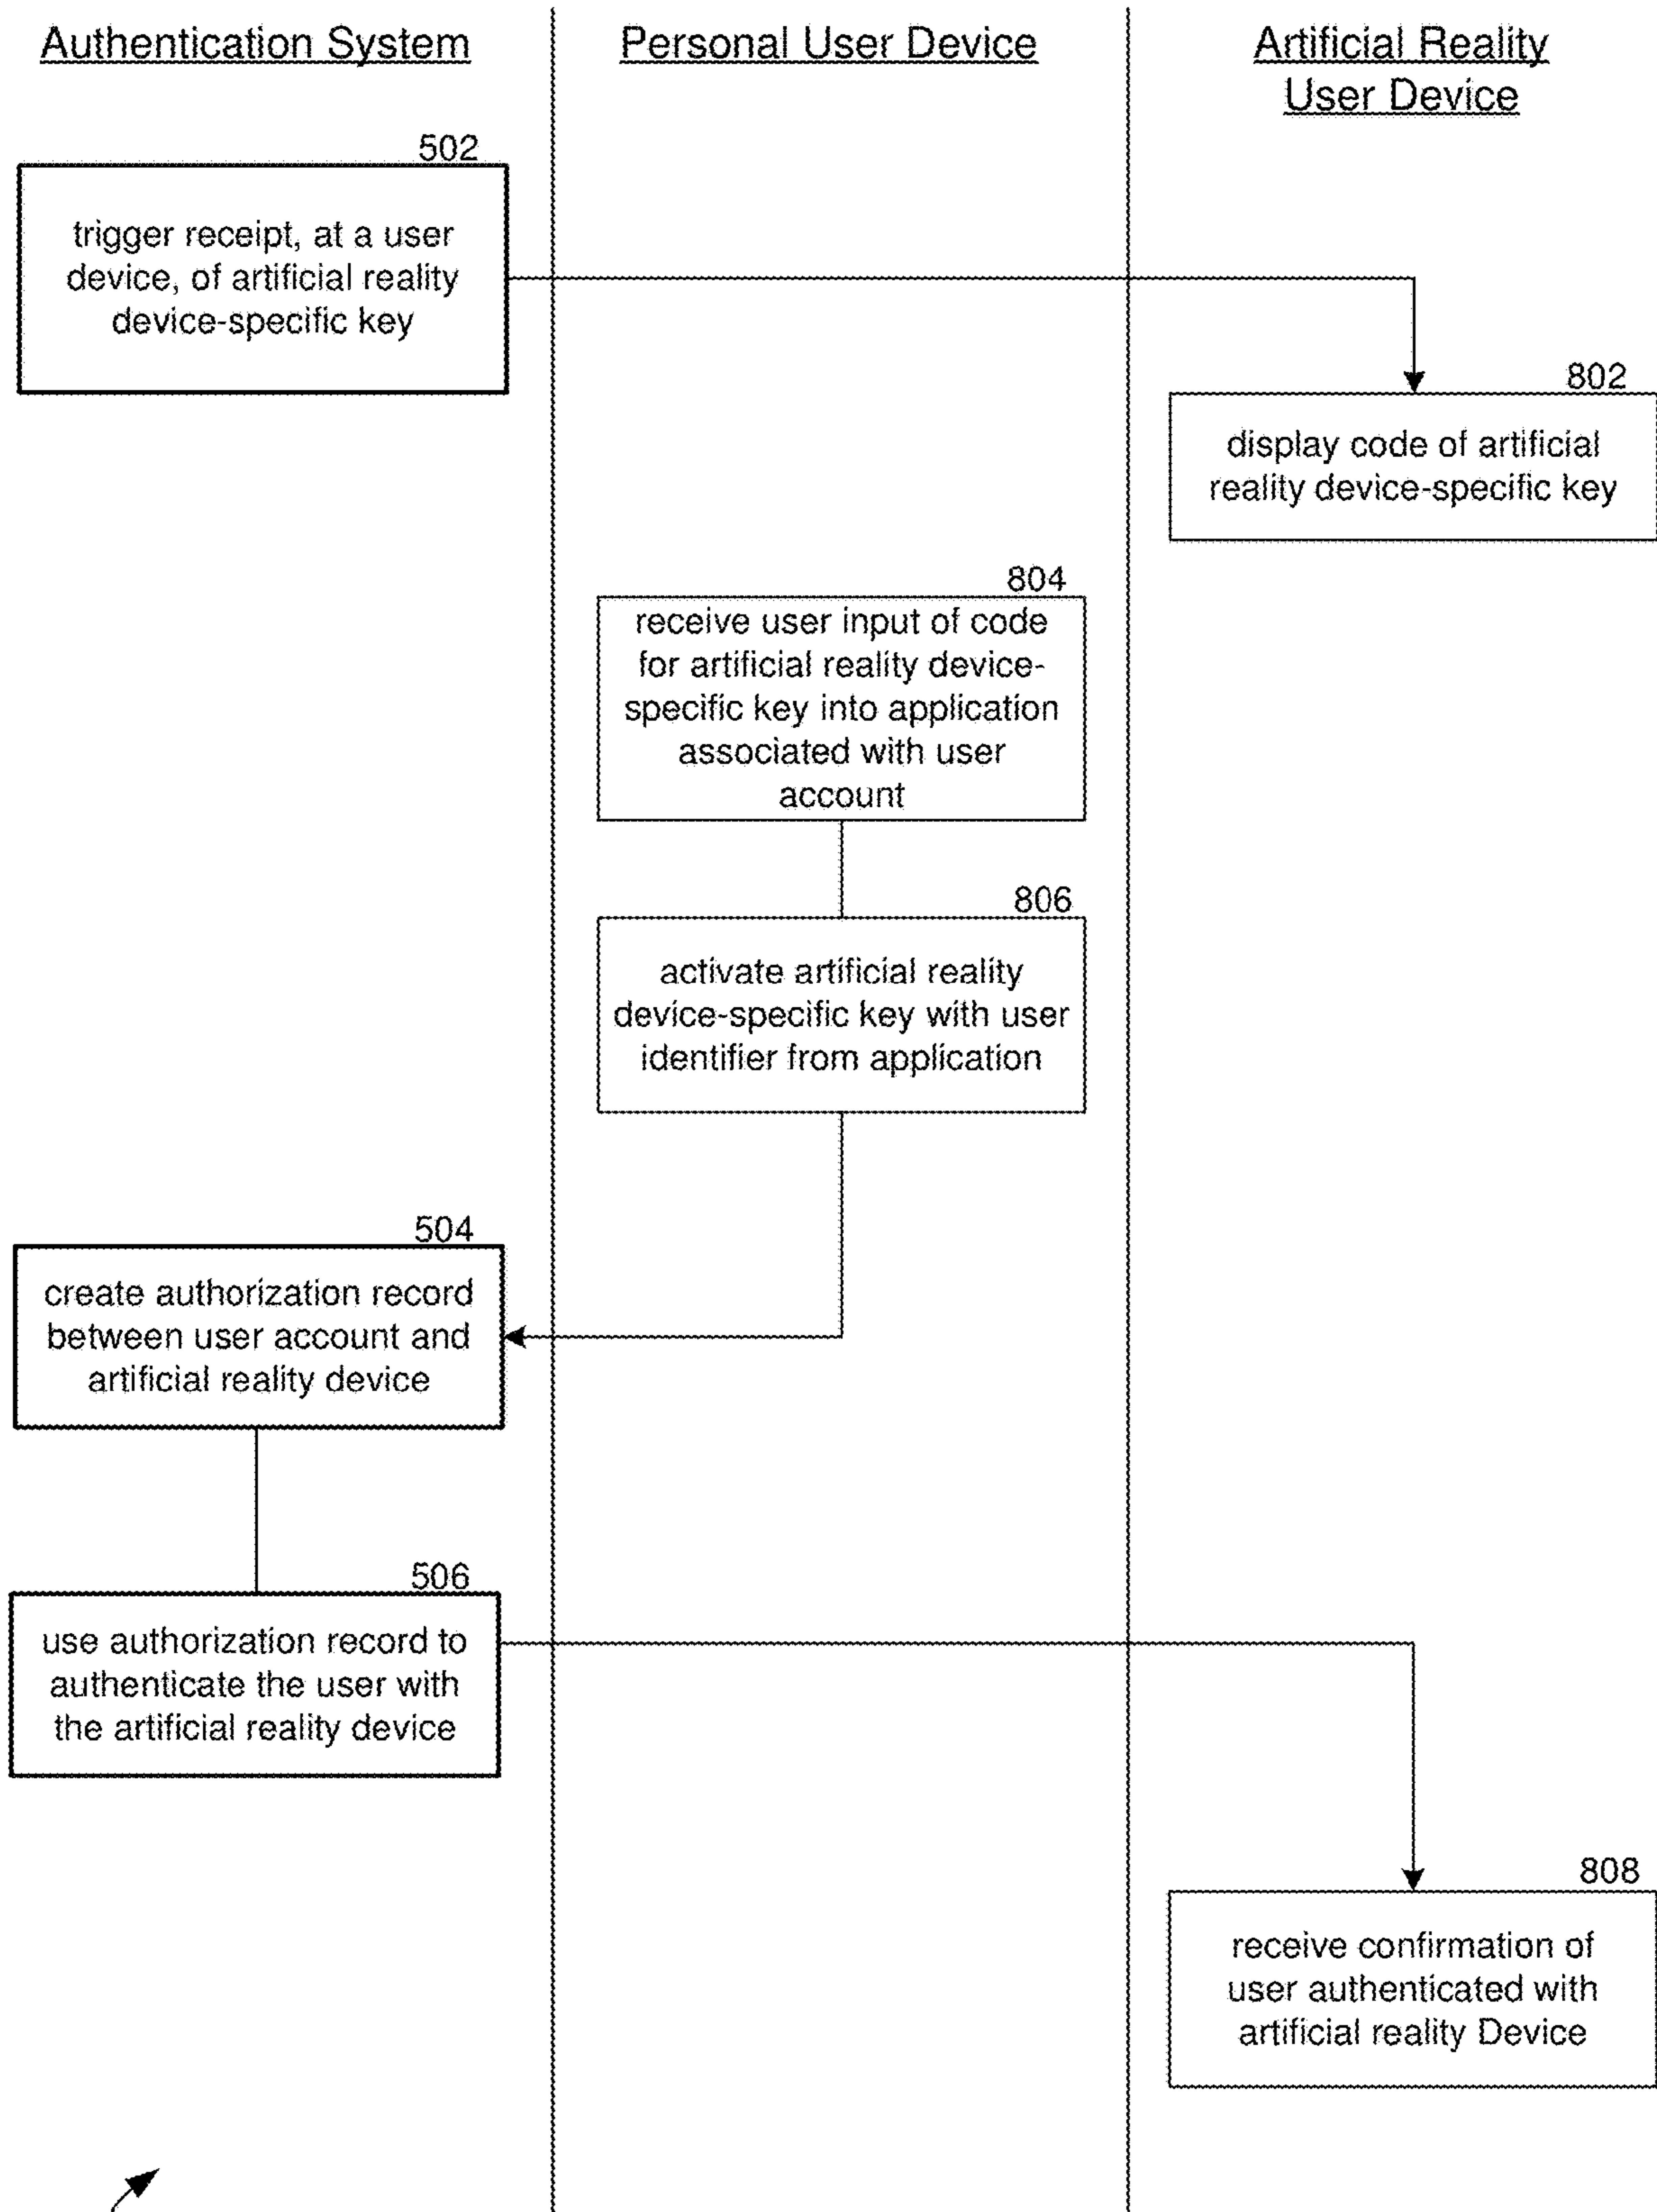 Authentication System
Personal User Device
Artificial Reality
User Device
502
trigger receipt, at a user
device, of artificial reality
device-specific key
802
display code of artificial
reality device-specific key
804
receive user input of code
for artificial reality device-
specific key into application
associated with user
account
806
activate artificial reality
device-specific key with user
identifier from application
504
create authorization record
between user account and
artificial reality device
506
use authorization record to
authenticate the user with
the artificial reality device
808
receive confirmation of
user authenticated with
artificial reality Device